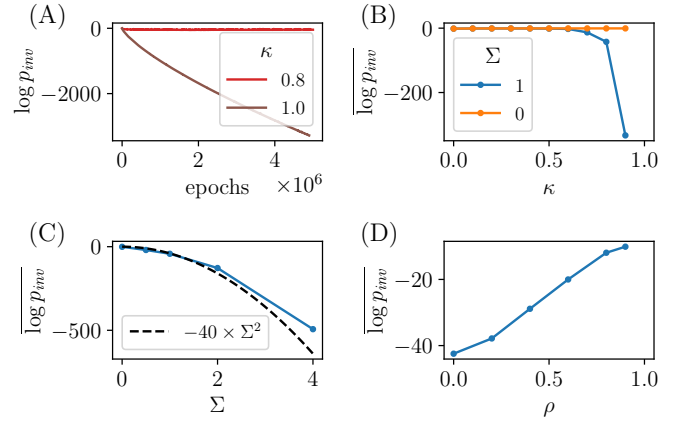 (A)
log p_inv
0
−2000
κ
0.8
1.0
0
2
4
epochs
×10^6
(B)
log p_inv
0
−200
Σ
1
0
0.0
0.5
1.0
κ
(C)
log p_inv
0
−500
−40 × Σ^2
0
2
4
Σ
(D)
log p_inv
−20
−40
0.0
0.5
1.0
ρ